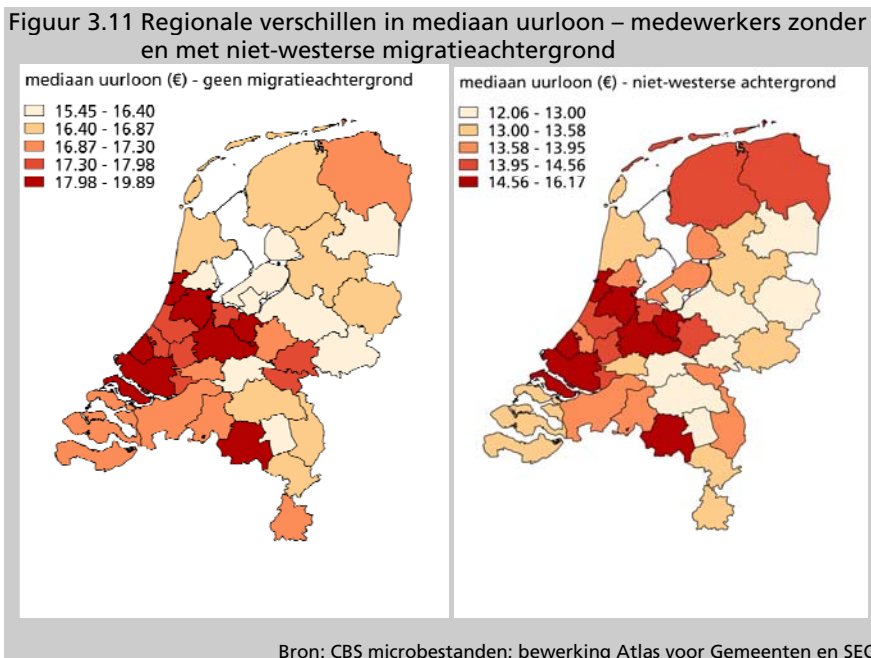 Figuur 3.11 Regionale verschillen in mediaan uurloon – medewerkers zonder
en met niet-westerse migratieachtergrond
mediaan uurloon (€) - geen migratieachtergrond
15.45 - 16.40
16.40 - 16.87
16.87 - 17.30
17.30 - 17.98
17.98 - 19.89
mediaan uurloon (€) - niet-westerse achtergrond
12.06 - 13.00
13.00 - 13.58
13.58 - 13.95
13.95 - 14.56
14.56 - 16.17
Bron: CBS microbestanden; bewerking Atlas voor Gemeenten en SEO